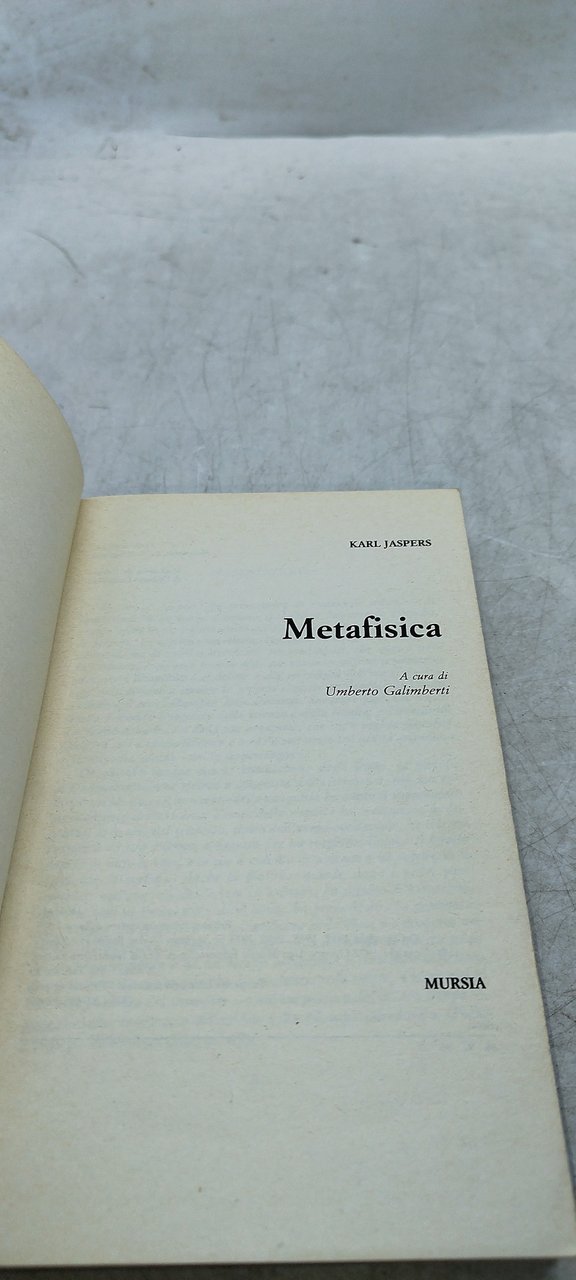 KARL JASPERS
Metafisica
A cura di
Umberto Galimberti
MURSIA